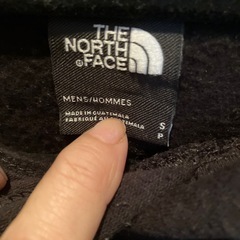 THE
NORTH
FACE
®
MENS/HOMMES
S
MADE IN GUATEMALA
P
FABRIQUÉ AU GUATEMALA